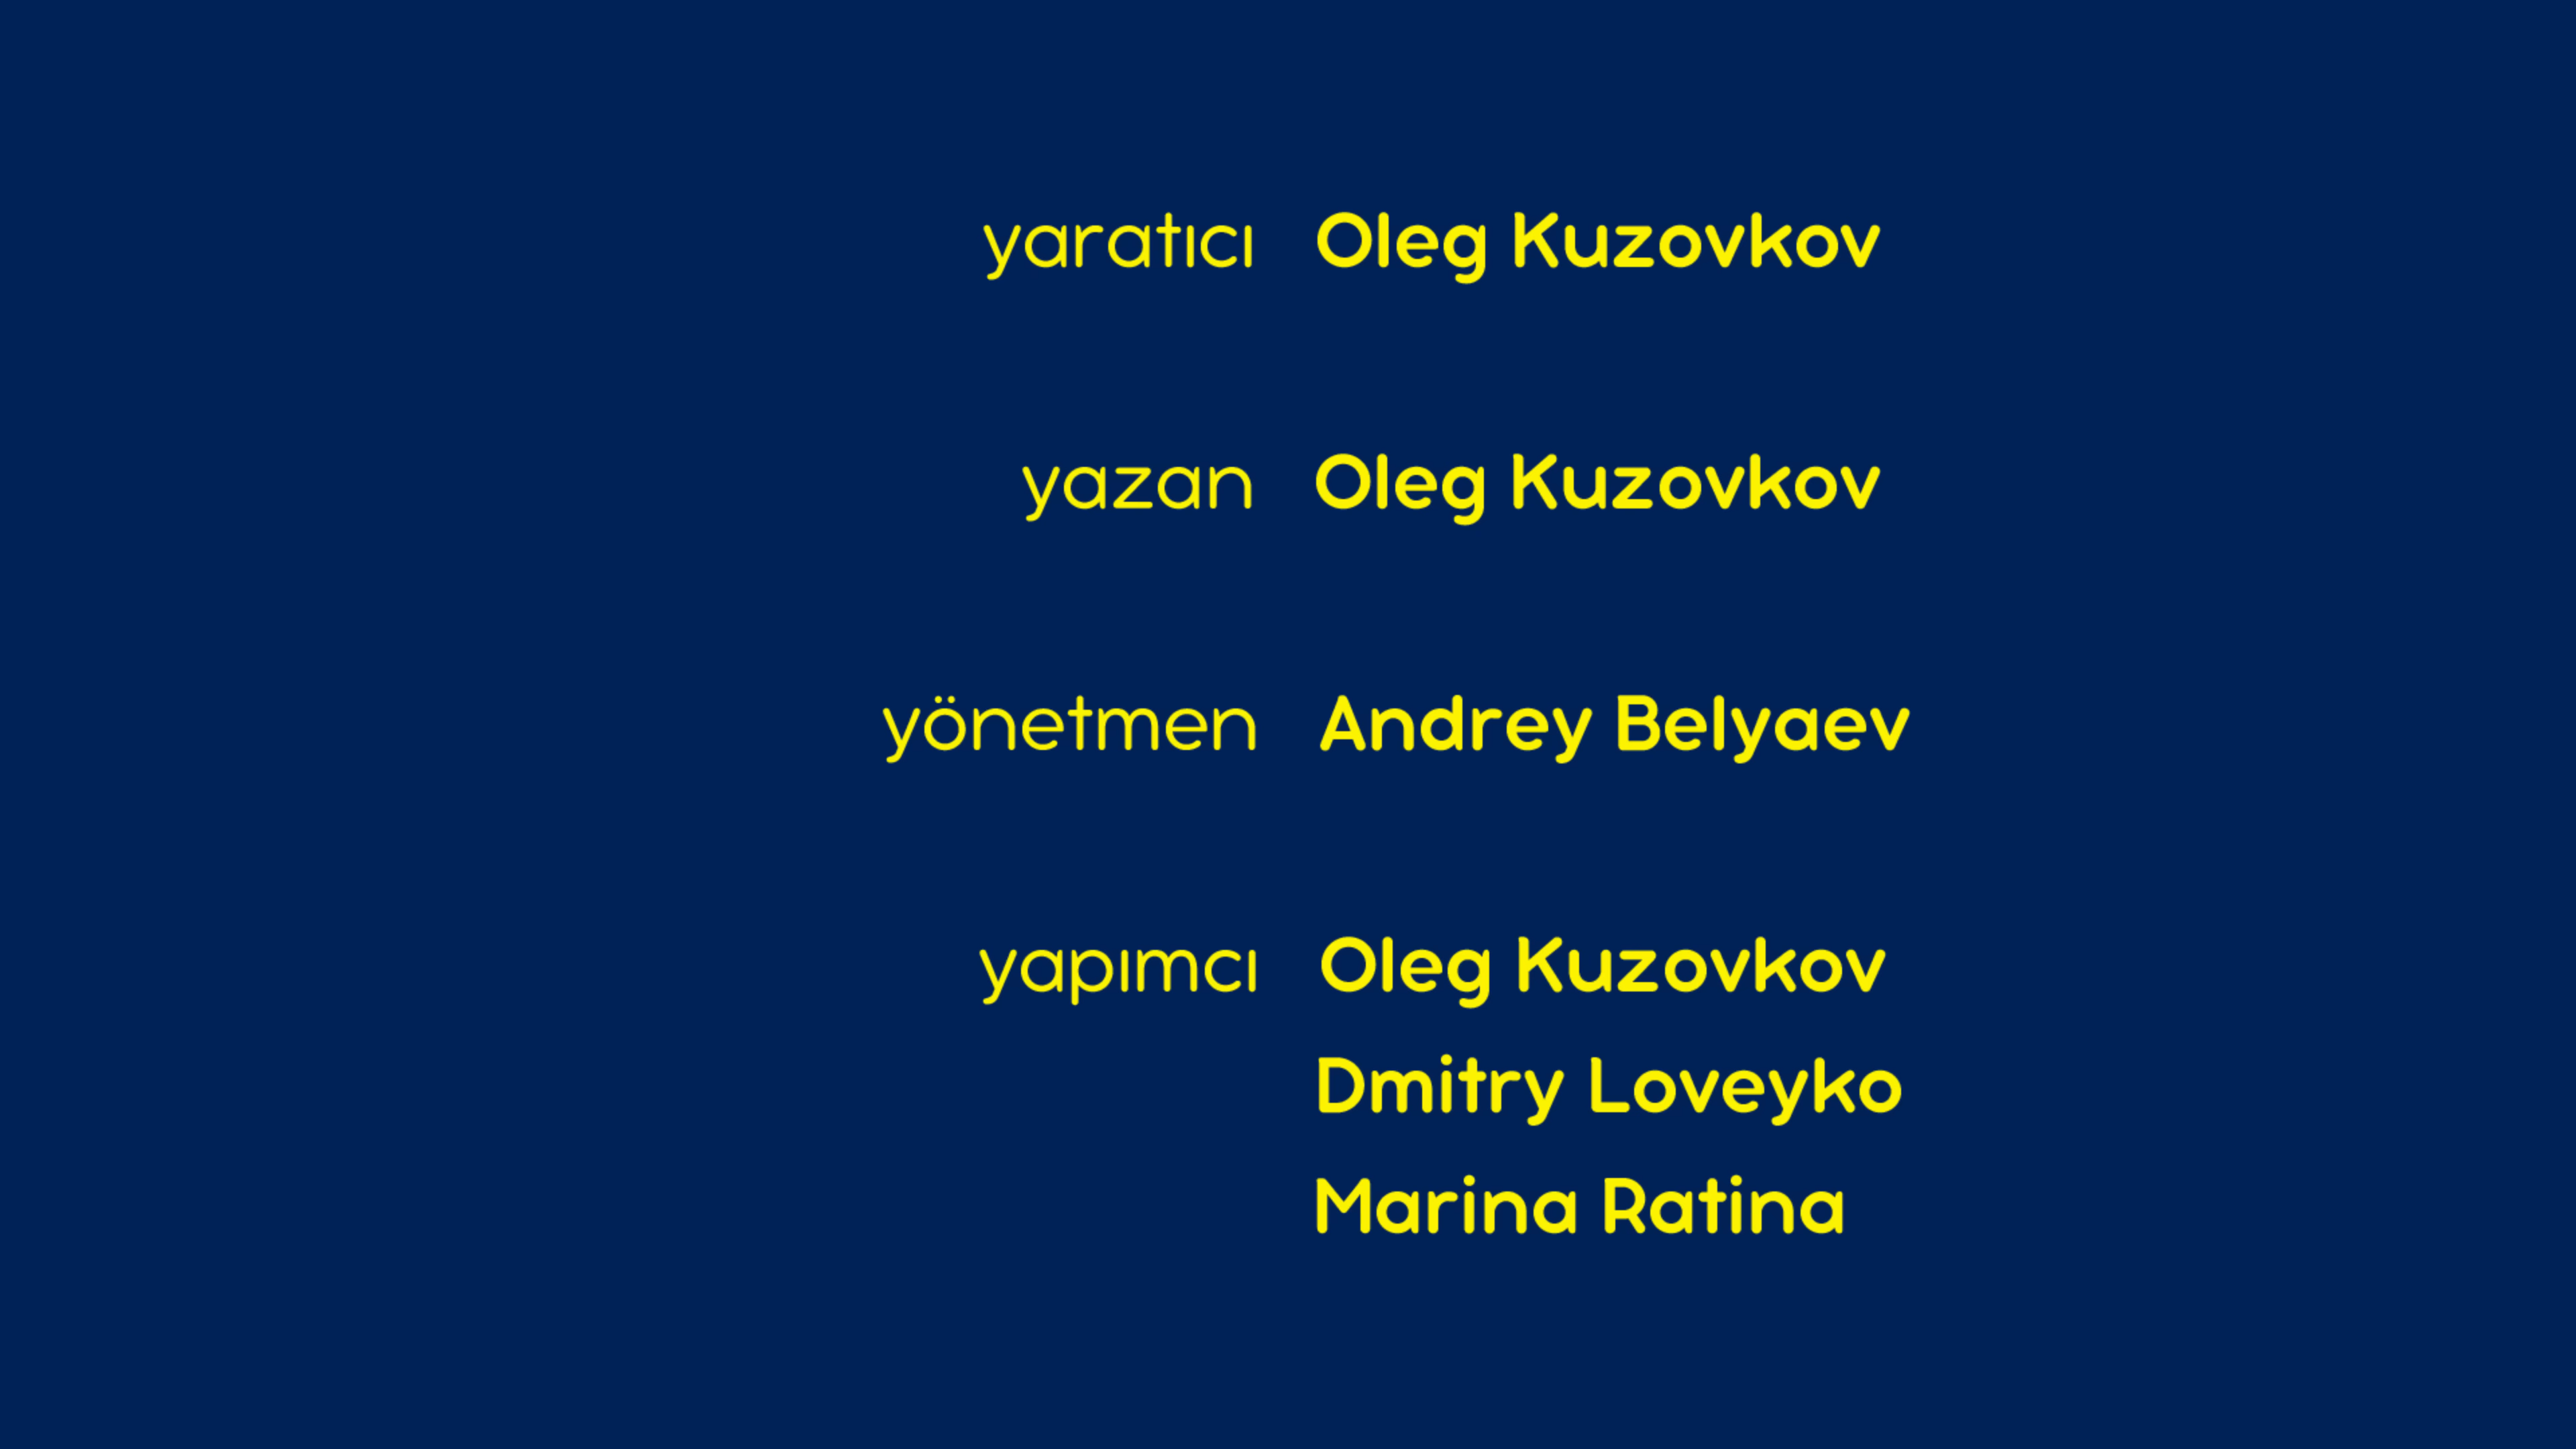 yaratıcı Oleg Kuzovkov
yazan Oleg Kuzovkov
yönetmen Andrey Belyaev
yapımcı Oleg Kuzovkov
Dmitry Loveyko
Marina Ratina